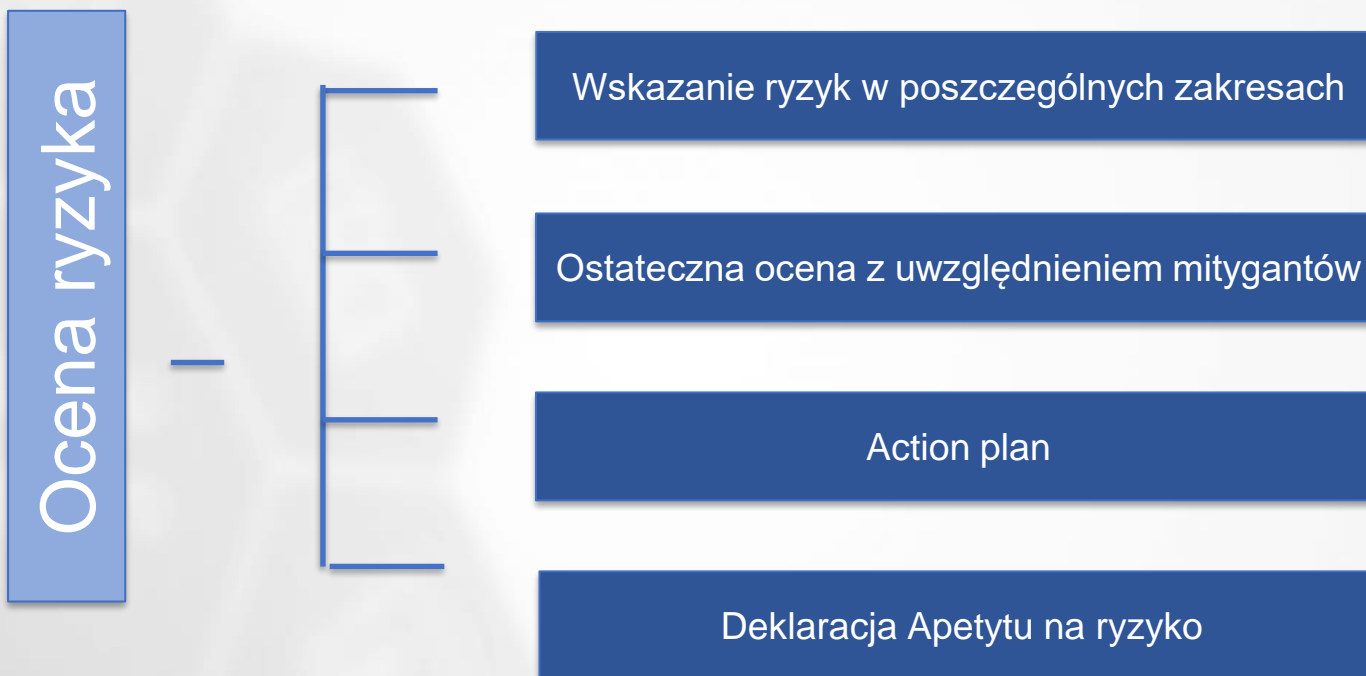 Ocena ryzyka
Wskazanie ryzyk w poszczególnych zakresach
Ostateczna ocena z uwzględnieniem mitygantów
Action plan
Deklaracja Apetytu na ryzyko